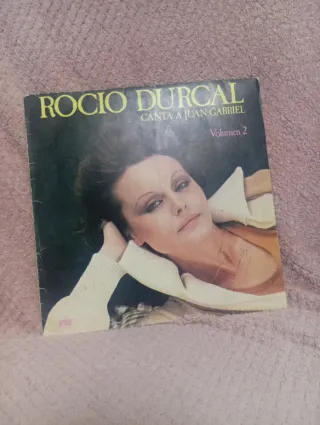 ROCIO DURCAL
CANTA A JUAN GABRIEL
Volumen 2